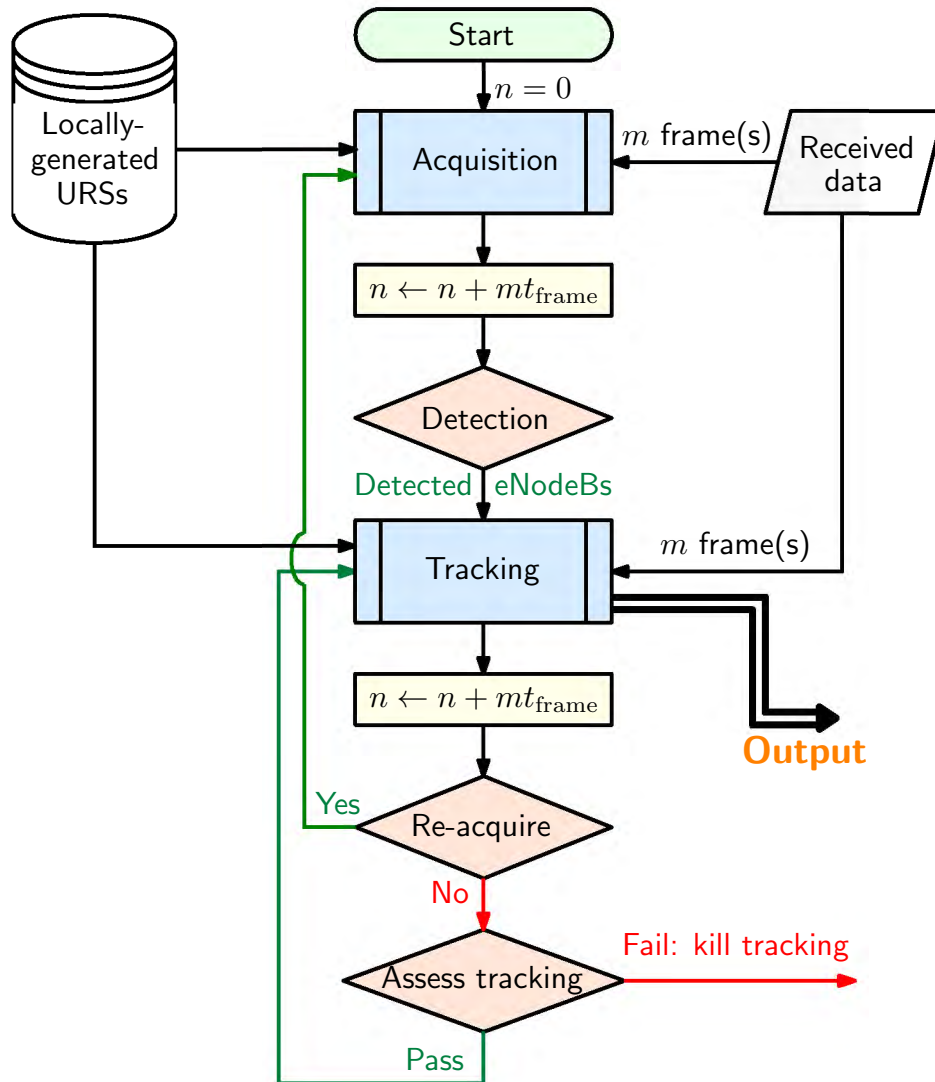 Start
n = 0
Locally-
generated
URSs
Acquisition
m frame(s)
Received
data
n ← n + mt_frame
Detection
Detected eNodeBs
Tracking
m frame(s)
n ← n + mt_frame
Output
Yes
Re-acquire
No
Fail: kill tracking
Assess tracking
Pass